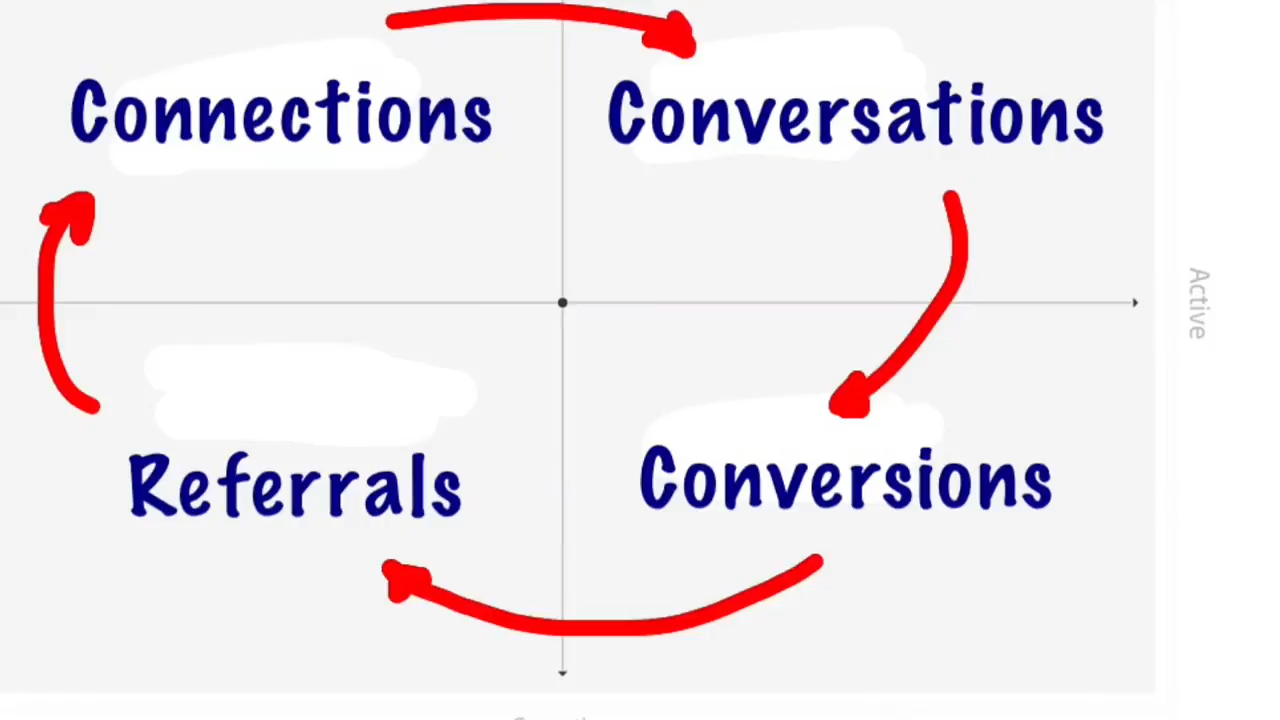 Connections
Conversations
Active
Referrals
Conversions